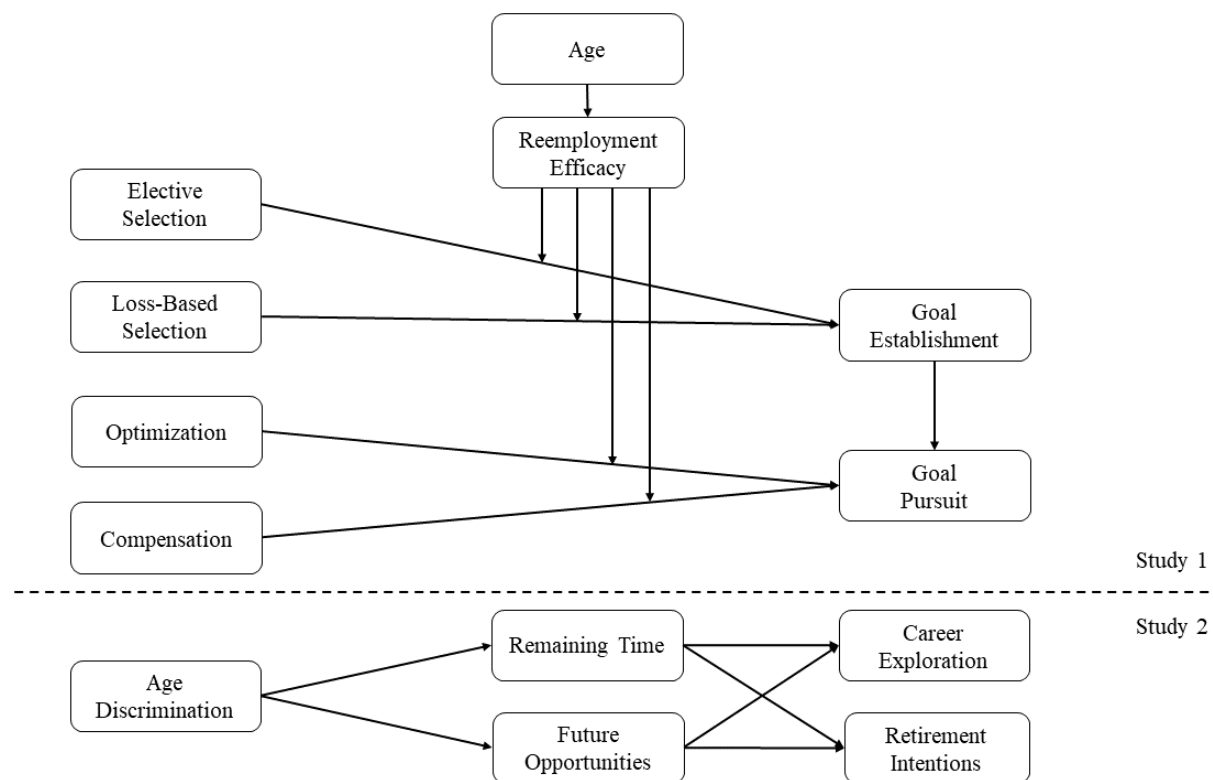 Age
Reemployment
Efficacy
Elective
Selection
Loss-Based
Selection
Goal
Establishment
Optimization
Goal
Pursuit
Compensation
Study 1
Study 2
Remaining Time
Career
Exploration
Age
Discrimination
Future
Opportunities
Retirement
Intentions